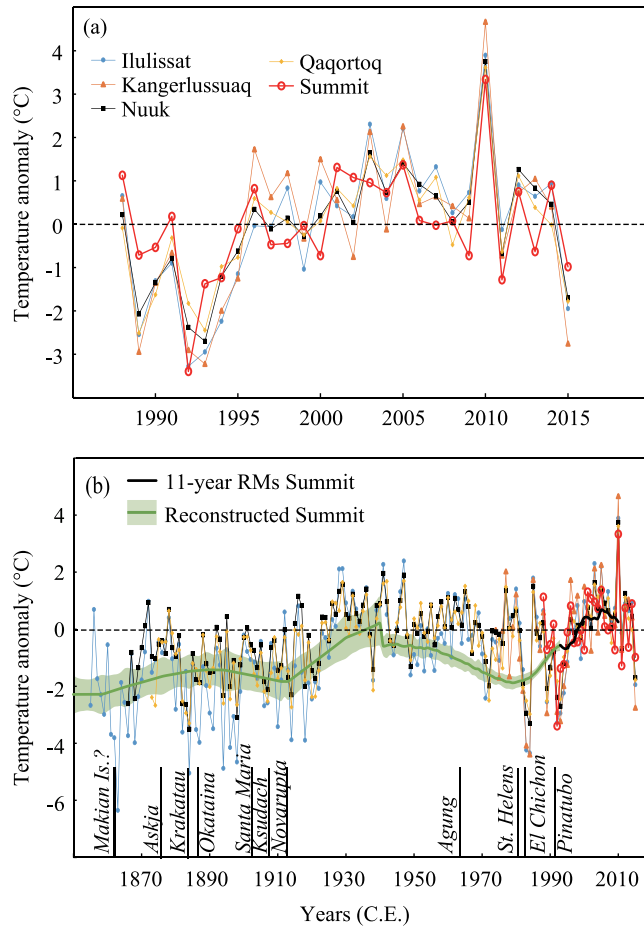 (a)
Ilulissat
Kangerlussuaq
Nuuk
Qaqortoq
Summit
Temperature anomaly (°C)
4
3
2
1
0
-1
-2
-3
1990
1995
2000
2005
2010
2015
(b)
11-year RMs Summit
Reconstructed Summit
Temperature anomaly (°C)
4
2
0
-2
-4
-6
Makian Is.?
Askja
Krakatau
Okataina
Santa Maria
Ksudach
Novarupta
Agung
St. Helens
El Chichon
Pinatubo
1870
1890
1910
1930
1950
1970
1990
2010
Years (C.E.)